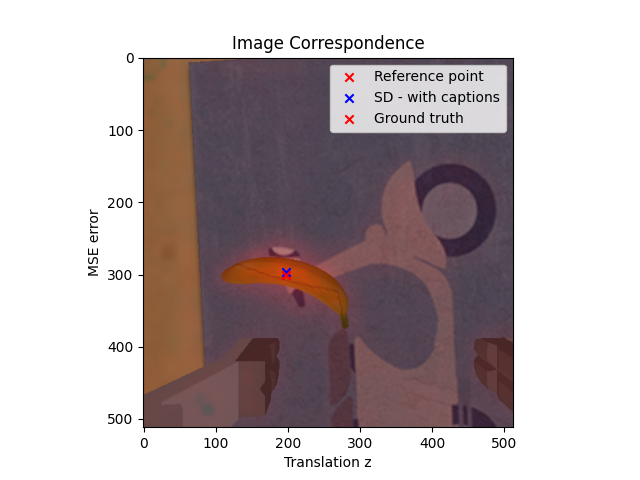 Image Correspondence
Reference point
SD - with captions
Ground truth
MSE error
0
100
200
300
400
500
0 100 200 300 400 500
Translation z